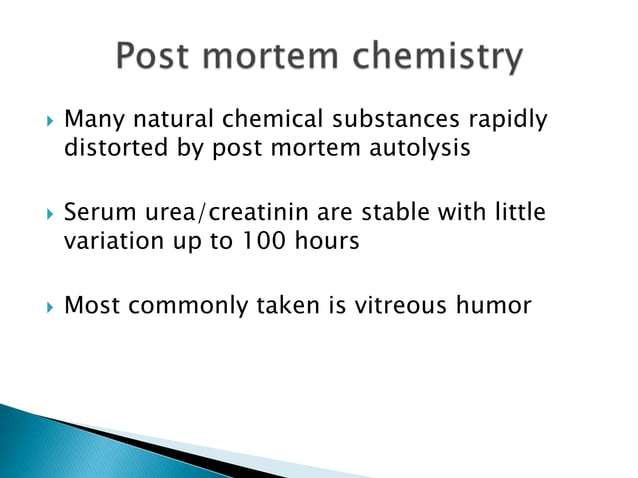 Post mortem chemistry
Many natural chemical substances rapidly
distorted by post mortem autolysis
Serum urea/creatinin are stable with little
variation up to 100 hours
Most commonly taken is vitreous humor